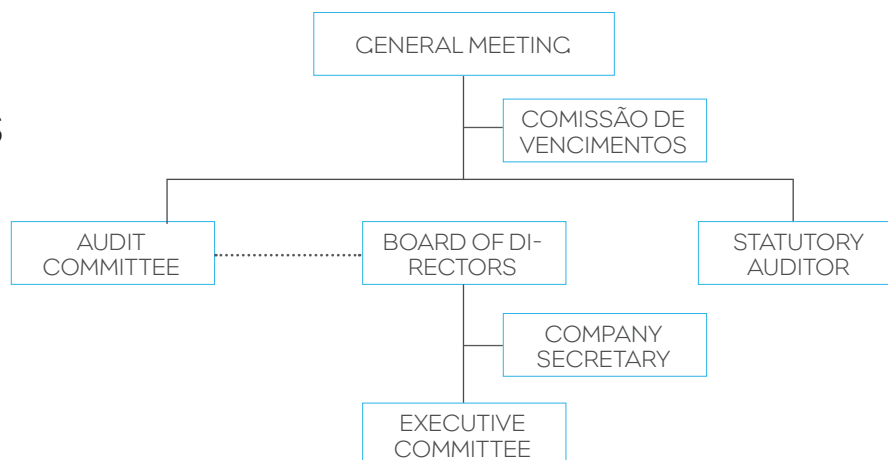 GENERAL MEETING
S
COMISSÃO DE
VENCIMENTOS
AUDIT
COMMITTEE
BOARD OF DI-
RECTORS
STATUTORY
AUDITOR
COMPANY
SECRETARY
EXECUTIVE
COMMITTEE